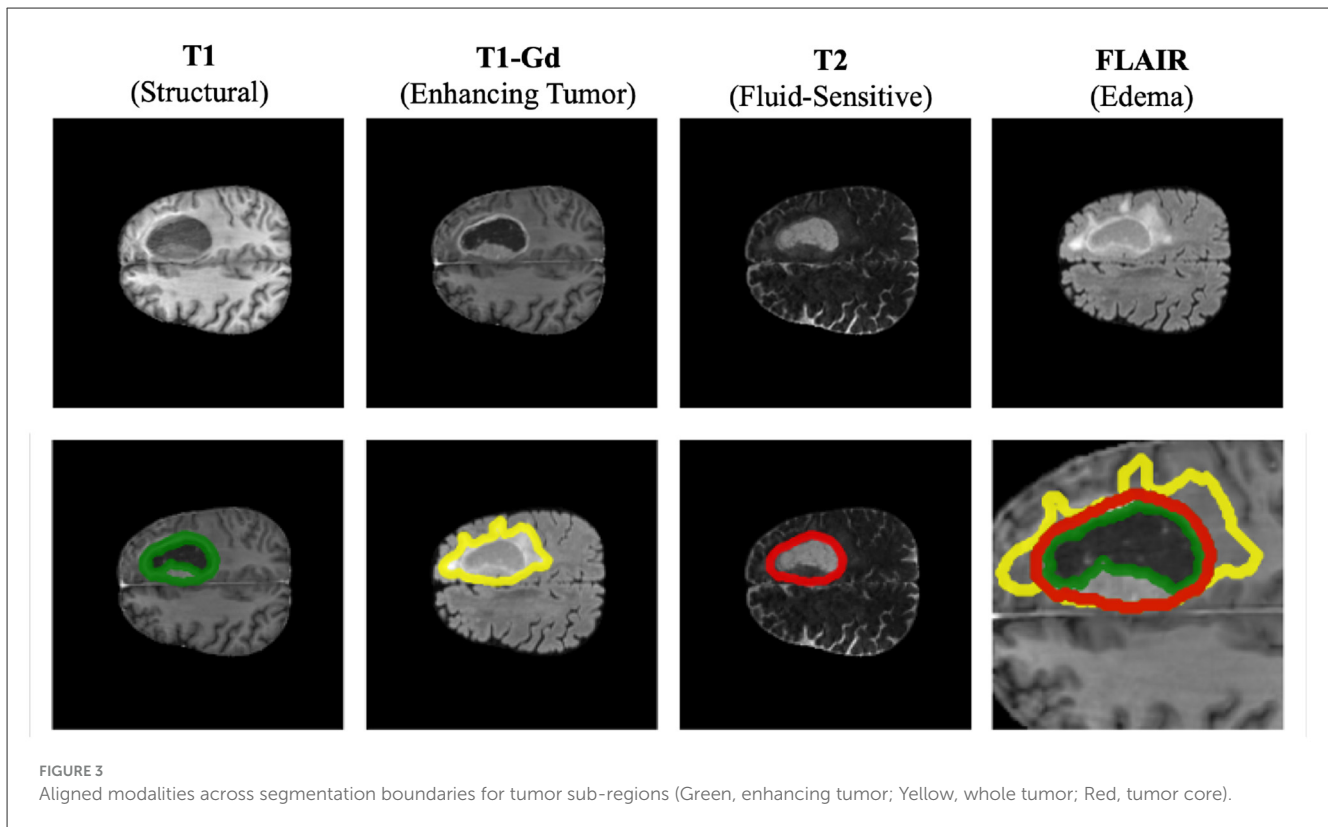 T1
(Structural)
T1-Gd
(Enhancing Tumor)
T2
(Fluid-Sensitive)
FLAIR
(Edema)
FIGURE 3
Aligned modalities across segmentation boundaries for tumor sub-regions (Green, enhancing tumor; Yellow, whole tumor; Red, tumor core).